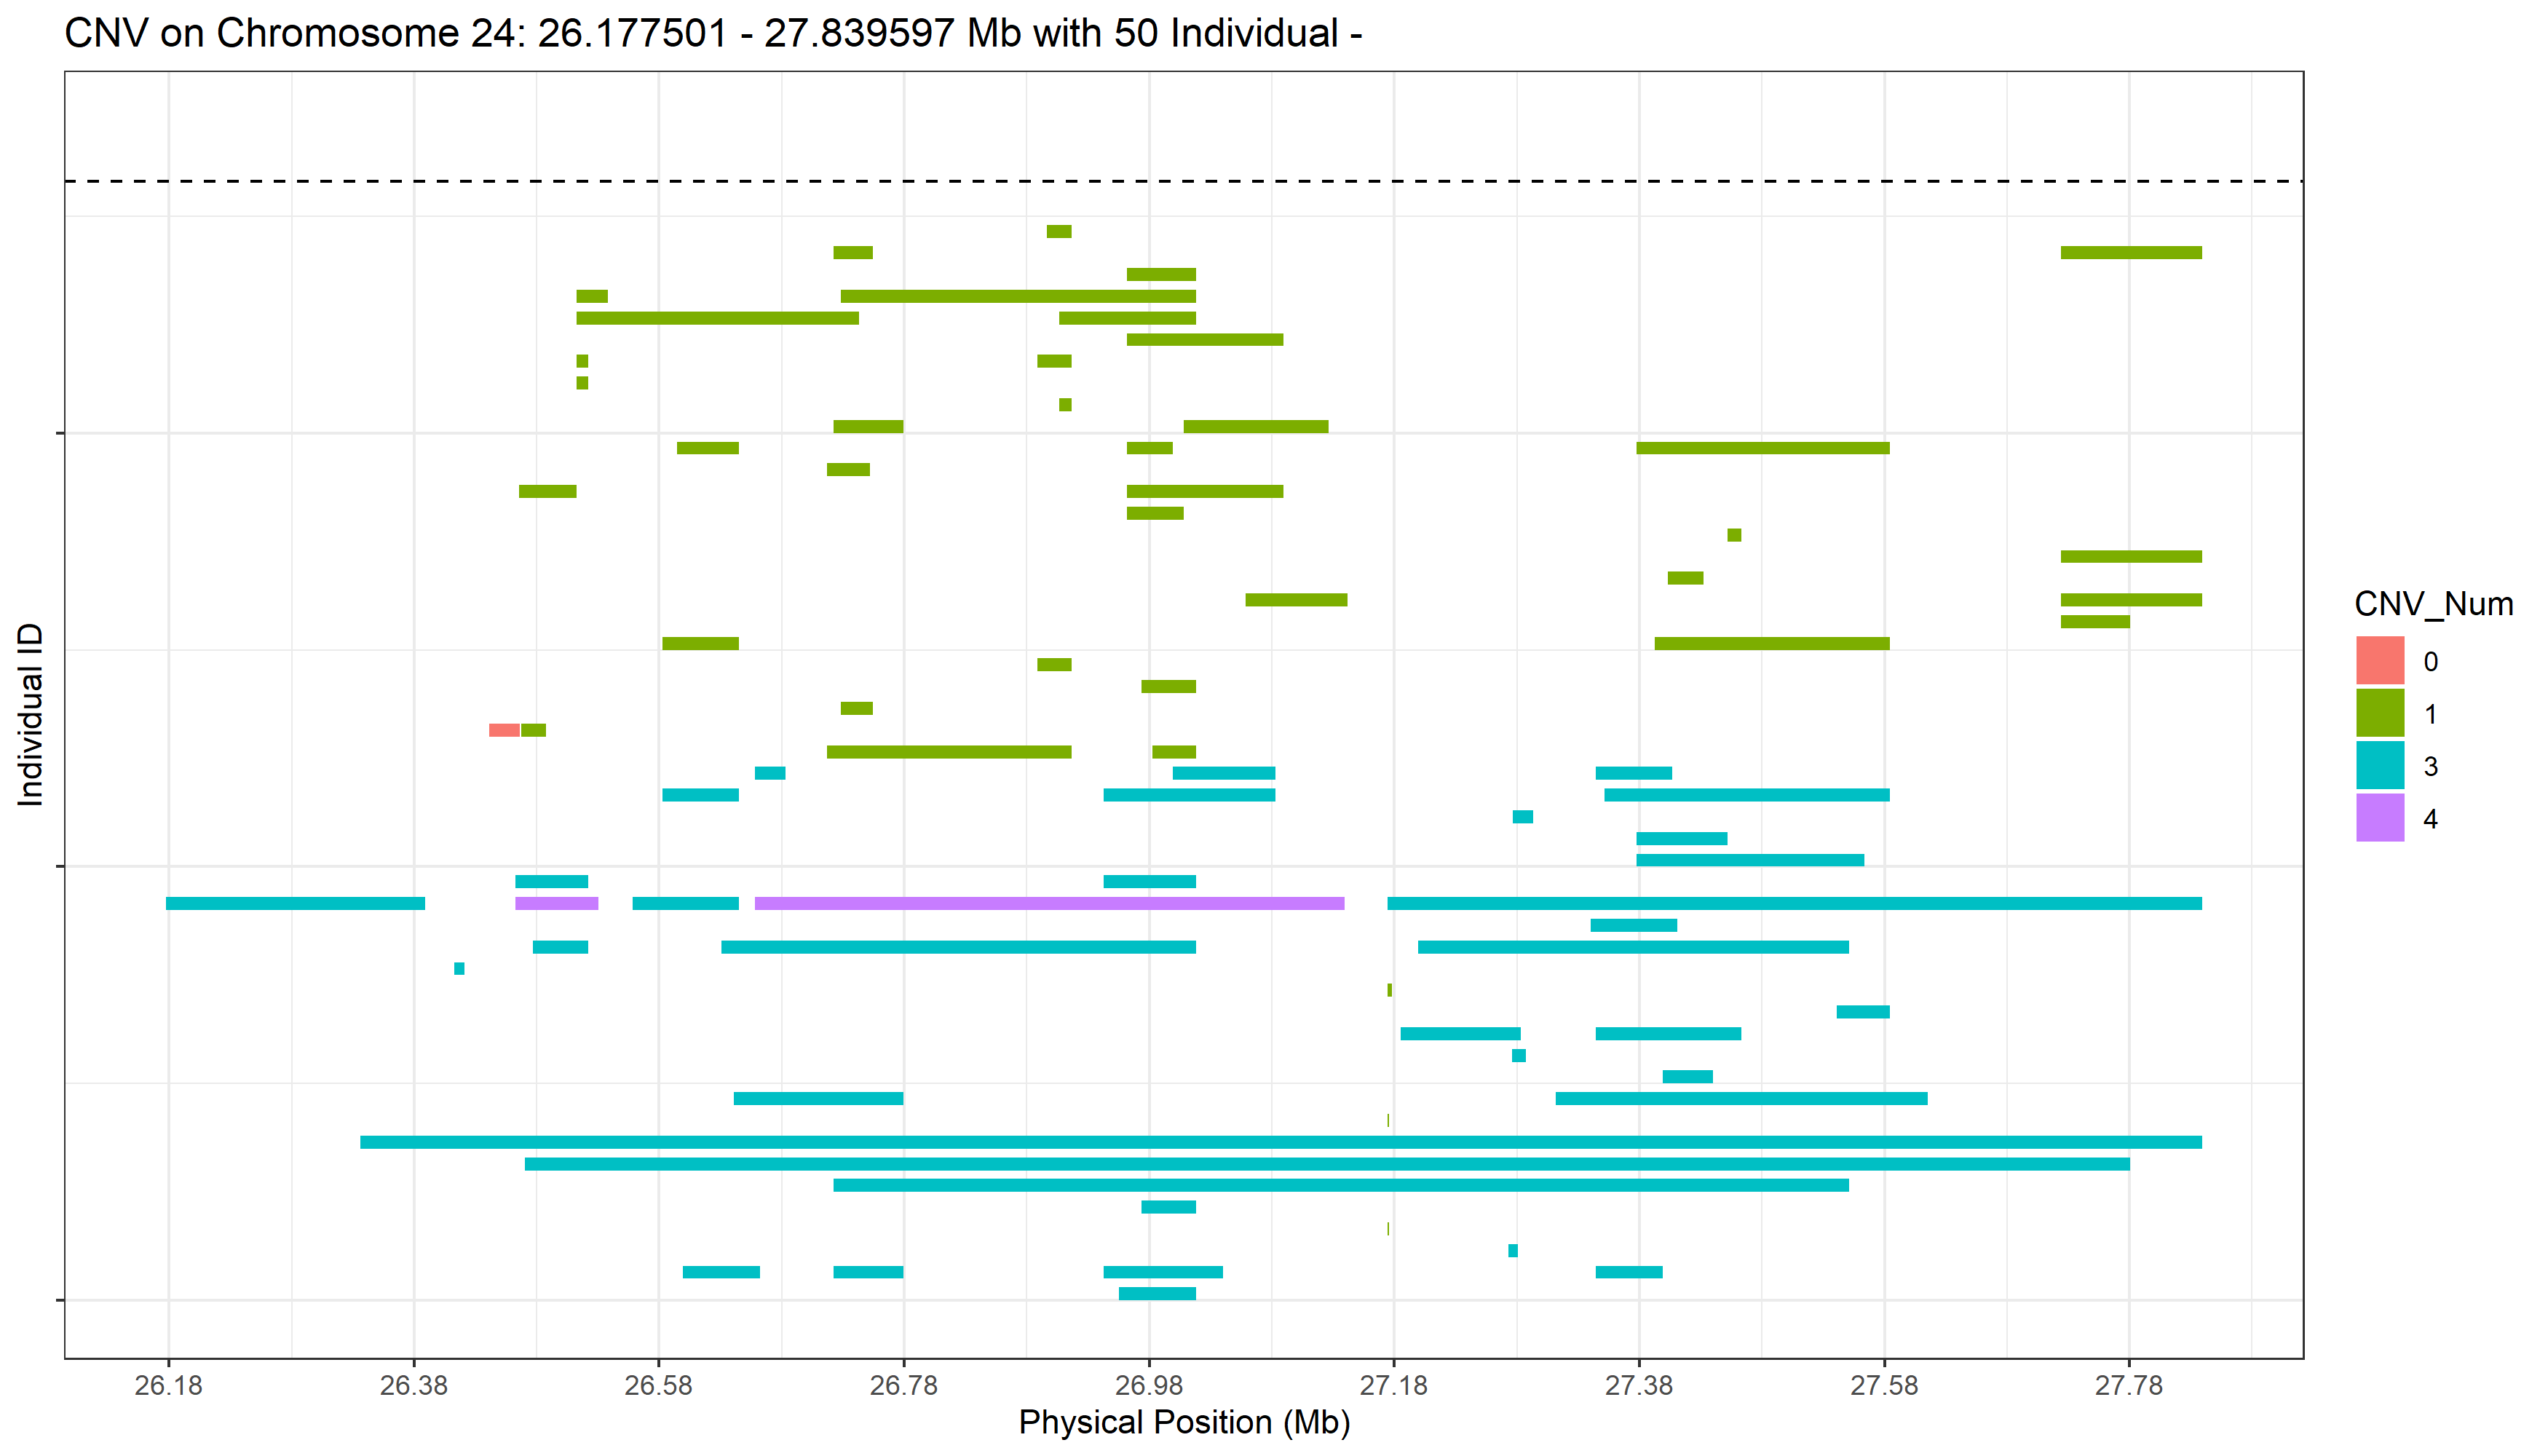 CNV on Chromosome 24: 26.177501 - 27.839597 Mb with 50 Individual -
Individual ID
CNV_Num
0
1
3
4
26.18 26.38 26.58 26.78 26.98 27.18 27.38 27.58 27.78
Physical Position (Mb)